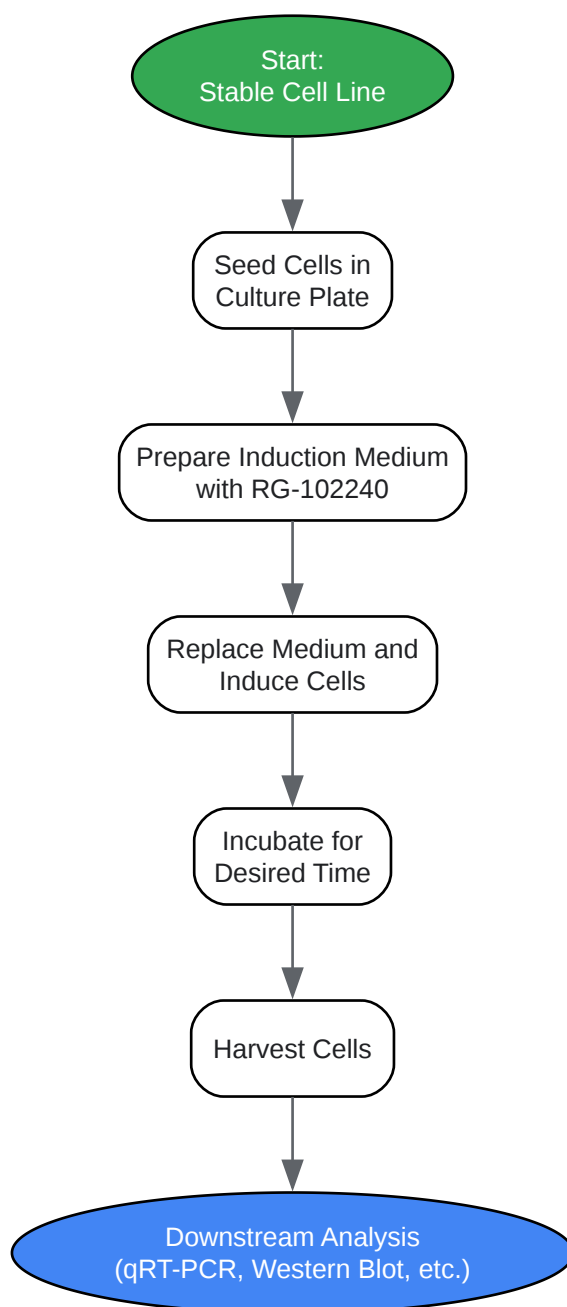 Start:
Stable Cell Line
Seed Cells in
Culture Plate
Prepare Induction Medium
with RG-102240
Replace Medium and
Induce Cells
Incubate for
Desired Time
Harvest Cells
Downstream Analysis
(qRT-PCR, Western Blot, etc.)